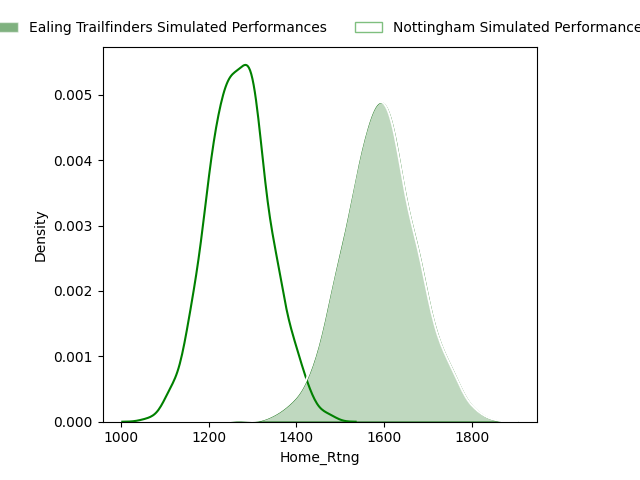 Ealing Trailfinders Simulated Performances
Nottingham Simulated Performance
0.005
0.004
0.003
0.002
0.001
0.000
Density
1000 1200 1400 1600 1800
Home_Rtng